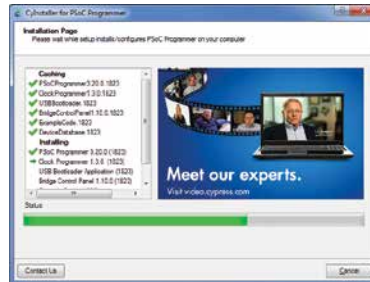 CyInstaller for PSoC Programmer
Installation Page
Please wait while setup installs/configures PSoC Programmer on your computer
Caching
PSoCProgrammer3.20.0.1823
ClockProgrammer1.3.0.1823
USBBootloader.1823
BridgeControlPanel1.10.0.1823
ExampleCode.1823
DeviceDatabase.1823
Installing
PSoC Programmer 3.20.0 (1823)
Clock Programmer 1.3.0 (1823)
USB Bootloader Application (1823)
Bridge Control Panel 1.10.0 (1823)
Meet our experts.
Visit video.cypress.com
Status
Contact Us
Cancel